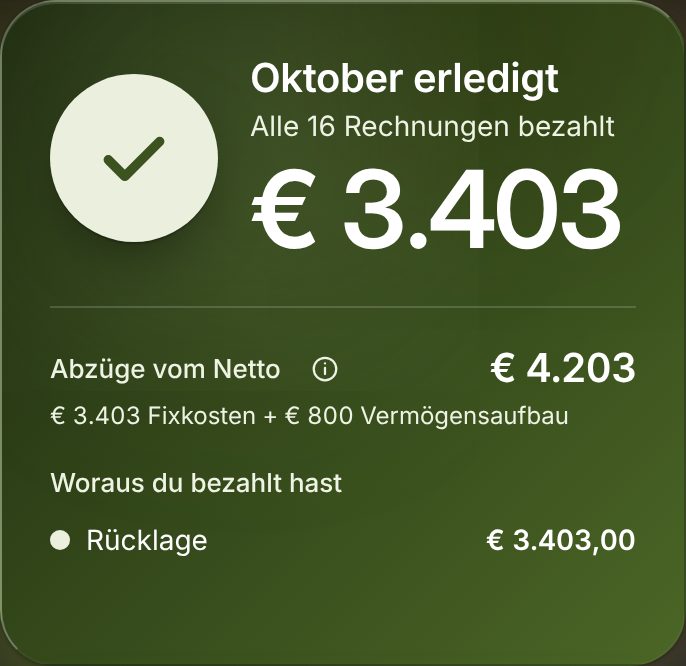 Oktober erledigt
Alle 16 Rechnungen bezahlt
€ 3.403
Abzüge vom Netto
€ 4.203
€ 3.403 Fixkosten + € 800 Vermögensaufbau
Woraus du bezahlt hast
Rücklage
€ 3.403,00